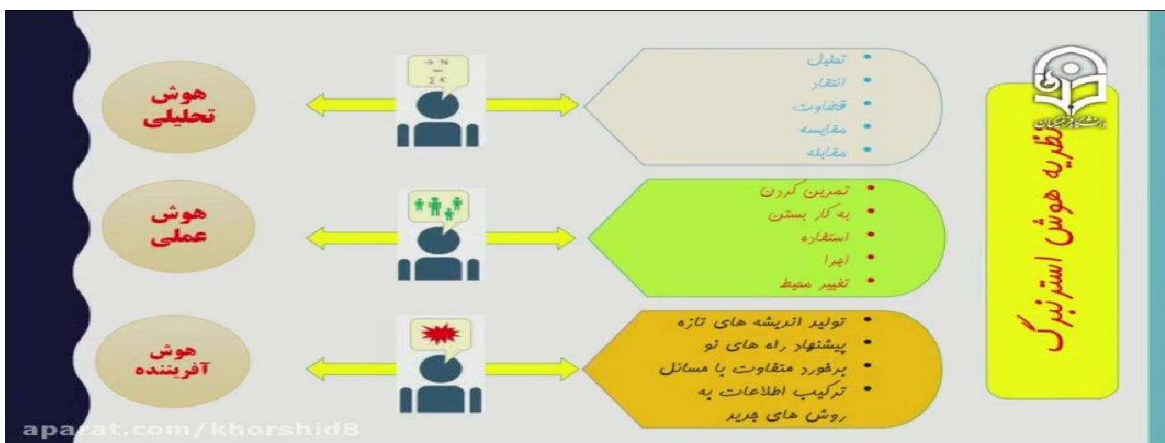 دانشگاه فرهنگیان
نظریه هوش استرنبرگ
تحلیل
انتقاد
قضاوت
مقایسه
مقابله
هوش
تحلیلی
تمرین کردن
به کار بستن
استفاده
اجرا
تغییر محیط
هوش
عملی
تولید اندیشه های تازه
پیشنهاد راه های نو
برخورد متفاوت با مسائل
ترکیب اطلاعات به
روش های جدید
هوش
آفریننده
aparat.com/khorshid8